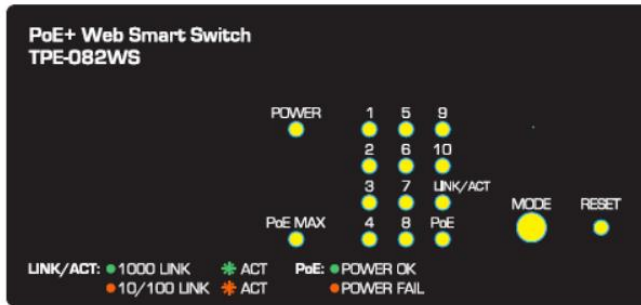 PoE+ Web Smart Switch
TPE-082WS
POWER 1 5 9
2 6 10
3 7 LINK/ACT
MODE RESET
PoE MAX 4 8 PoE
LINK/ACT: 1000 LINK ACT PoE: POWER OK
10/100 LINK ACT POWER FAIL